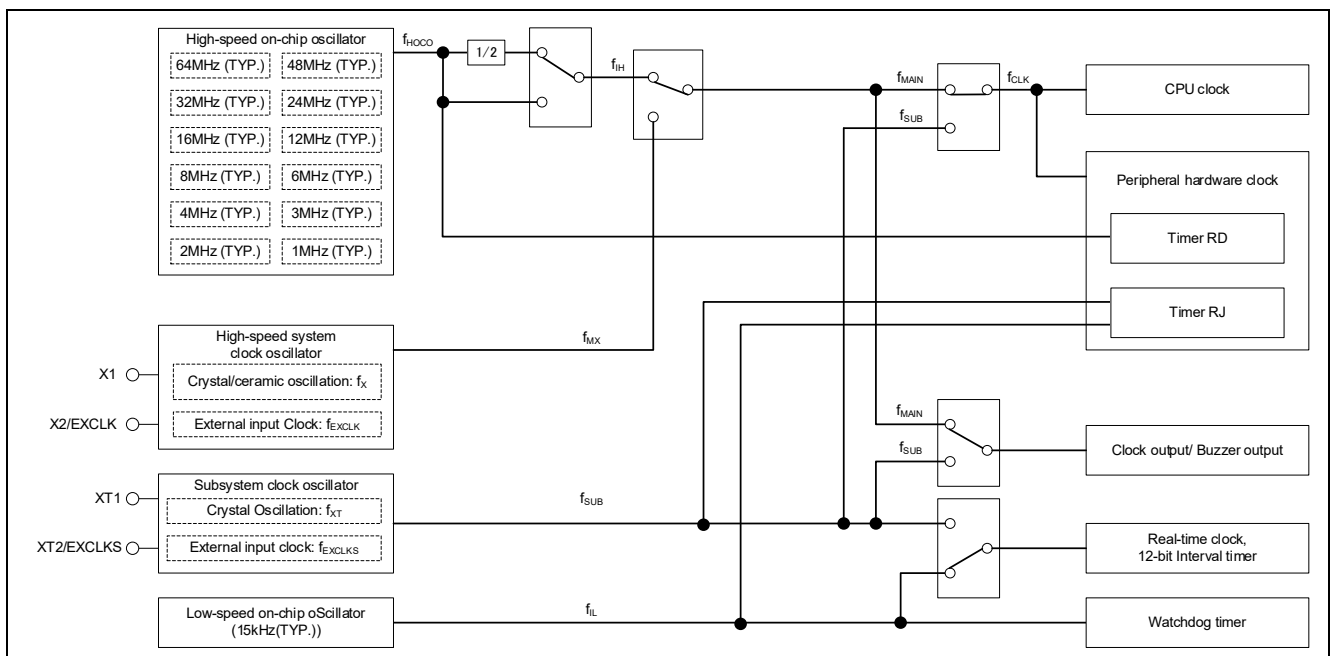 High-speed on-chip oscillator
64MHz (TYP.) 48MHz (TYP.)
32MHz (TYP.) 24MHz (TYP.)
16MHz (TYP.) 12MHz (TYP.)
8MHz (TYP.) 6MHz (TYP.)
4MHz (TYP.) 3MHz (TYP.)
2MHz (TYP.) 1MHz (TYP.)
fHOCO
1/2
fIH
fMAIN
fSUB
fCLK
CPU clock
Peripheral hardware clock
Timer RD
Timer RJ
High-speed system
clock oscillator
Crystal/ceramic oscillation: fX
External input Clock: fEXCLK
X1
X2/EXCLK
fMX
fMAIN
fSUB
Clock output/ Buzzer output
Subsystem clock oscillator
Crystal Oscillation: fXT
External input clock: fEXCLKS
XT1
XT2/EXCLKS
fSUB
Real-time clock,
12-bit Interval timer
Low-speed on-chip oScillator
(15kHz(TYP.))
fIL
Watchdog timer